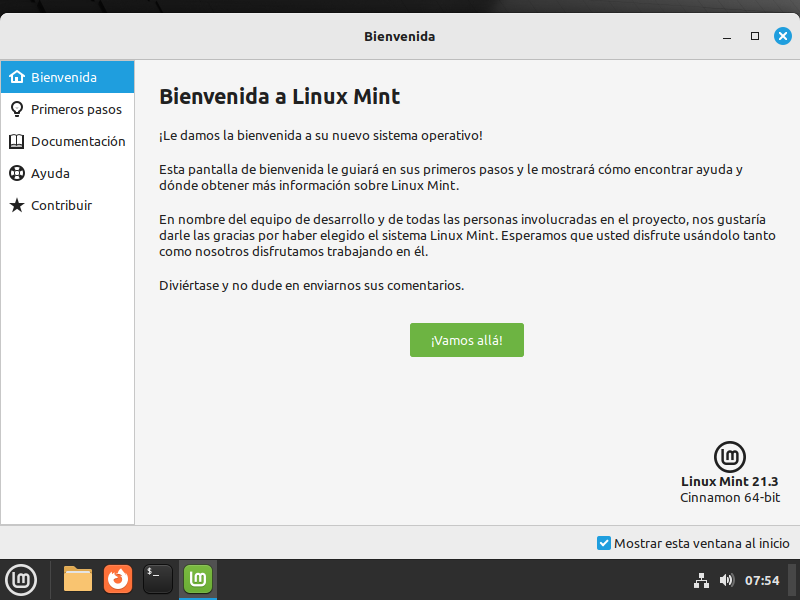 Bienvenida
Bienvenida
Primeros pasos
Documentación
Ayuda
Contribuir
Bienvenida a Linux Mint
¡Le damos la bienvenida a su nuevo sistema operativo!
Esta pantalla de bienvenida le guiará en sus primeros pasos y le mostrará cómo encontrar ayuda y
dónde obtener más información sobre Linux Mint.
En nombre del equipo de desarrollo y de todas las personas involucradas en el proyecto, nos gustaría
darle las gracias por haber elegido el sistema Linux Mint. Esperamos que usted disfrute usándolo tanto
como nosotros disfrutamos trabajando en él.
Diviértase y no dude en enviarnos sus comentarios.
¡Vamos allá!
Linux Mint 21.3
Cinnamon 64-bit
Mostrar esta ventana al inicio
$_
07:54